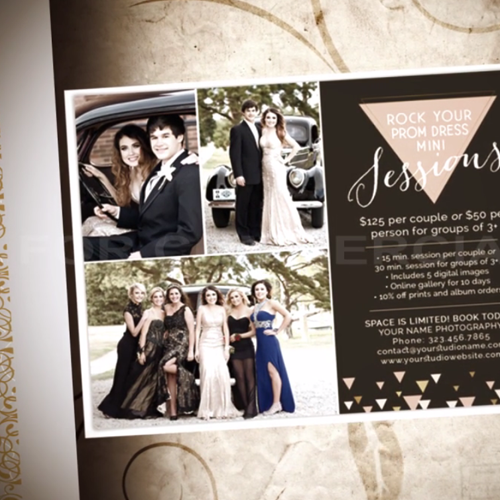 ROCK YOUR
PROM DRESS
MINI
Sessions
$125 per couple or $50 p
person for groups of 3+
• 15 min. session per couple or
30 min. session for groups of 3+
• Includes 5 digital images
• Online gallery for 10 days
• 10% off prints and album orders
SPACE IS LIMITED! BOOK TOD
YOUR NAME PHOTOGRAPHY
Phone: 323.456.7865
contact@yourstudioname.com
www.yourstudiowebsite.com